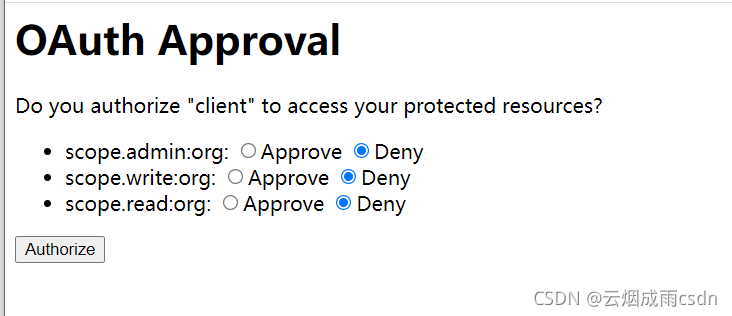 OAuth Approval
Do you authorize "client" to access your protected resources?
scope.admin:org: Approve Deny
scope.write:org: Approve Deny
scope.read:org: Approve Deny
Authorize
CSDN @云烟成雨csdn